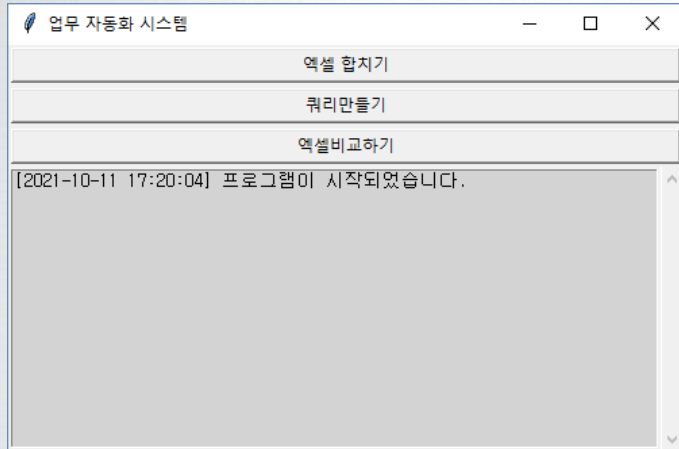 업무 자동화 시스템
엑셀 합치기
쿼리만들기
엑셀비교하기
[2021-10-11 17:20:04] 프로그램이 시작되었습니다.